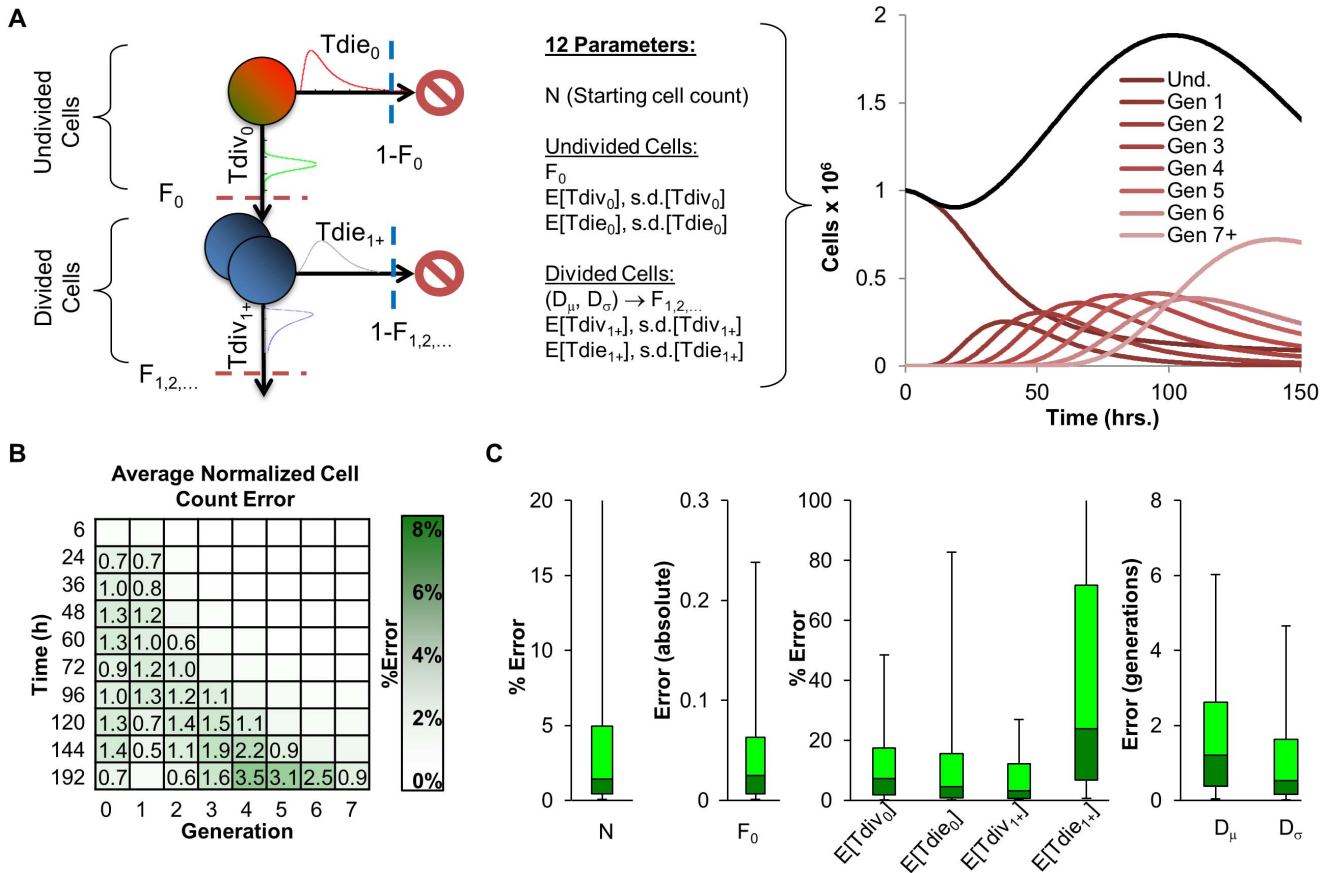 A
Undivided Cells
Tdie0
1-F0
Tdiv0
F0
Divided Cells
Tdie1+
1-F1,2,...
Tdiv1+
F1,2,...
12 Parameters:
N (Starting cell count)
Undivided Cells:
F0
E[Tdiv0], s.d.[Tdiv0]
E[Tdie0], s.d.[Tdie0]
Divided Cells:
(Dμ, Dσ) → F1,2,...
E[Tdiv1+], s.d.[Tdiv1+]
E[Tdie1+], s.d.[Tdie1+]
Cells x 10⁶
2
1.5
1
0.5
0
Und.
Gen 1
Gen 2
Gen 3
Gen 4
Gen 5
Gen 6
Gen 7+
0 50 100 150
Time (hrs.)
B
Average Normalized Cell
Count Error
Time (h)
6
24 0.7 0.7
36 1.0 0.8
48 1.3 1.2
60 1.3 1.0 0.6
72 0.9 1.2 1.0
96 1.0 1.3 1.2 1.1
120 1.3 0.7 1.4 1.5 1.1
144 1.4 0.5 1.1 1.9 2.2 0.9
192 0.7 0.6 1.6 3.5 3.1 2.5 0.9
0 1 2 3 4 5 6 7
Generation
%Error
8%
6%
4%
2%
0%
C
% Error
20
15
10
5
0
N
Error (absolute)
0.3
0.2
0.1
0
F0
% Error
100
80
60
40
20
0
E[Tdiv0]
E[Tdie0]
E[Tdiv1+]
E[Tdie1+]
Error (generations)
8
6
4
2
0
Dμ Dσ